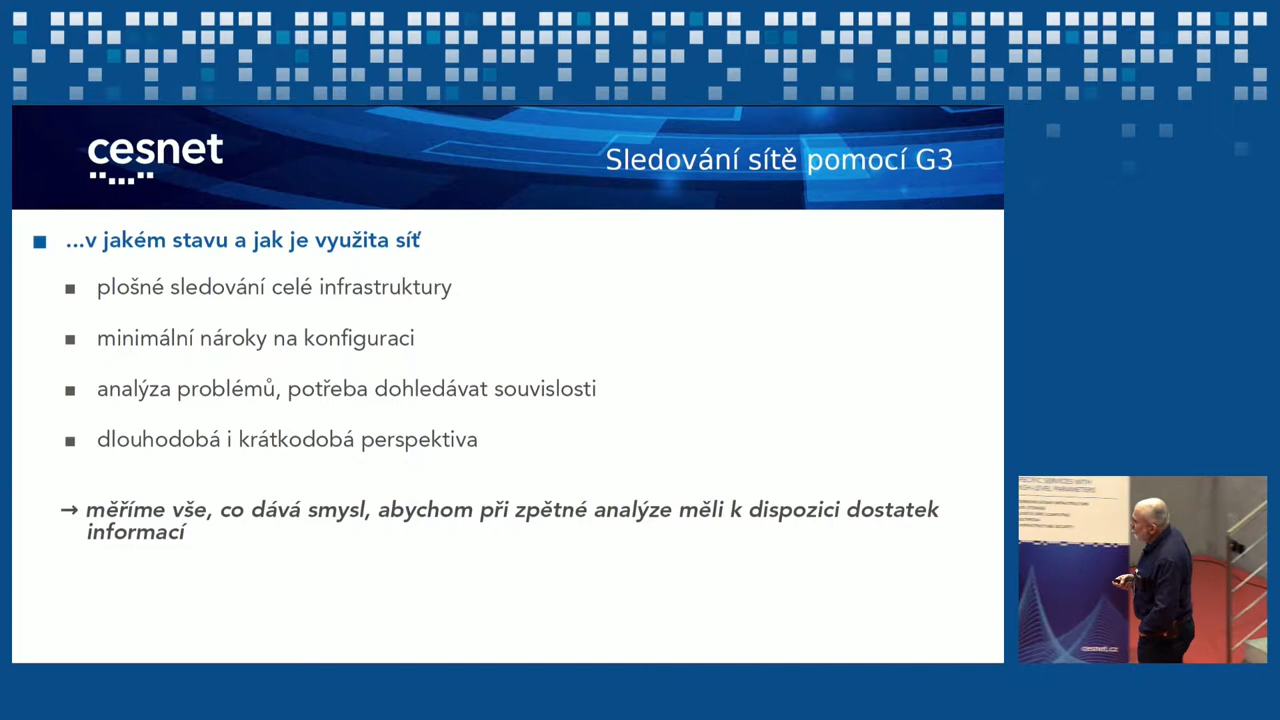 cesnet
Sledování sítě pomocí G3
...v jakém stavu a jak je využita síť
plošné sledování celé infrastruktury
minimální nároky na konfiguraci
analýza problémů, potřeba dohledávat souvislosti
dlouhodobá i krátkodobá perspektiva
→ měříme vše, co dává smysl, abychom při zpětné analýze měli k dispozici dostatek
informací
cesnet.cz